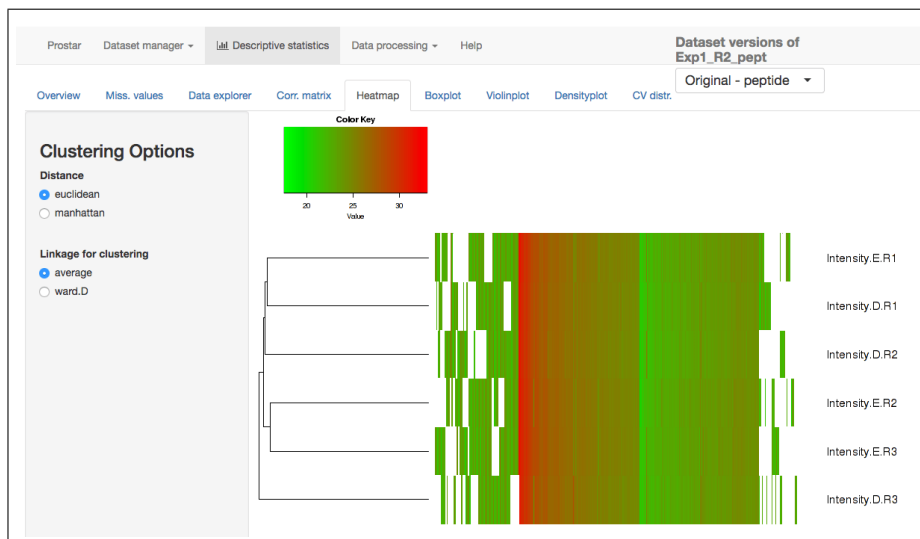 Prostar Dataset manager Descriptive statistics Data processing Help
Dataset versions of
Exp1_R2_pept
Original - peptide
Overview Miss. values Data explorer Corr. matrix Heatmap Boxplot Violinplot Densityplot CV distr.
Clustering Options
Distance
euclidean
manhattan
Linkage for clustering
average
ward.D
Color Key
20 25 30
Value
Intensity.E.R1
Intensity.D.R1
Intensity.D.R2
Intensity.E.R2
Intensity.E.R3
Intensity.D.R3